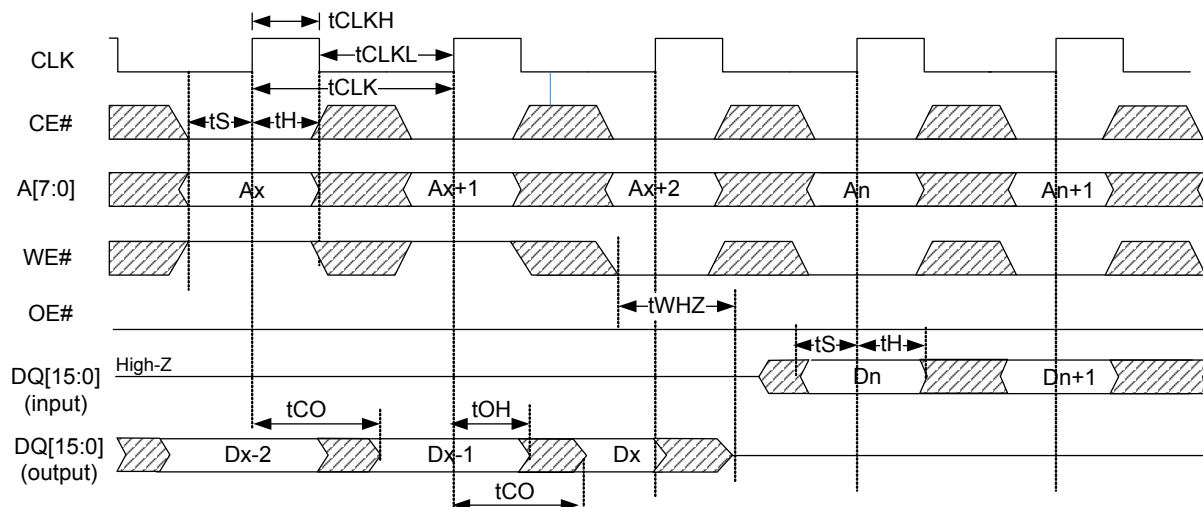 tCLKH
CLK
tCLKL
tCLK
CE#
tS
tH
A[7:0]
Ax
Ax+1
Ax+2
An
An+1
WE#
tWHZ
OE#
tS
tH
High-Z
DQ[15:0]
(input)
Dn
Dn+1
tCO
tOH
DQ[15:0]
(output)
Dx-2
Dx-1
Dx
tCO